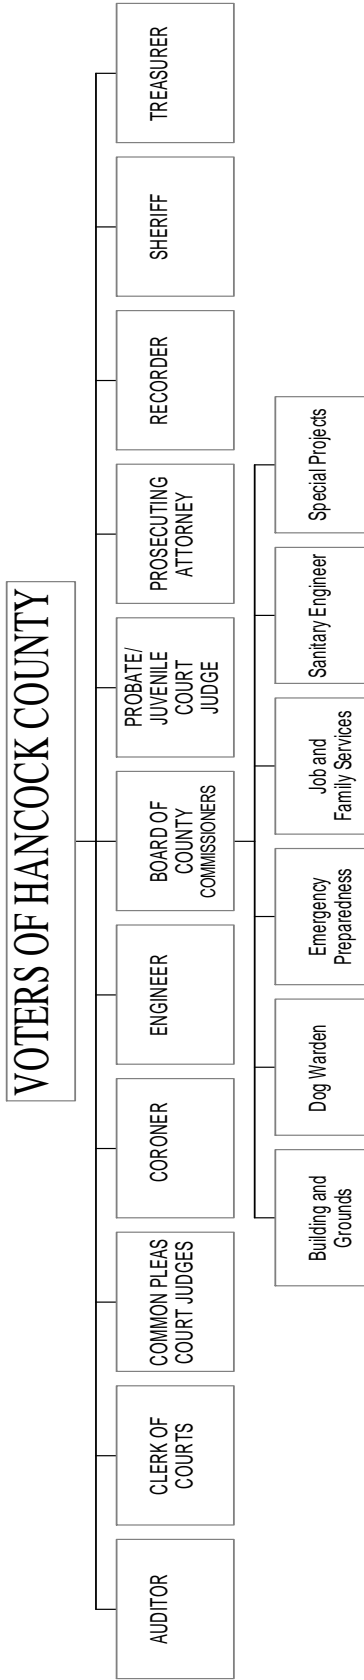 VOTERS OF HANCOCK COUNTY
AUDITOR
CLERK OF
COURTS
COMMON PLEAS
COURT JUDGES
CORONER
ENGINEER
BOARD OF
COUNTY
COMMISSIONERS
PROBATE/
JUVENILE
COURT
JUDGE
PROSECUTING
ATTORNEY
RECORDER
SHERIFF
TREASURER
Building and
Grounds
Dog Warden
Emergency
Preparedness
Job and
Family Services
Sanitary Engineer
Special Projects